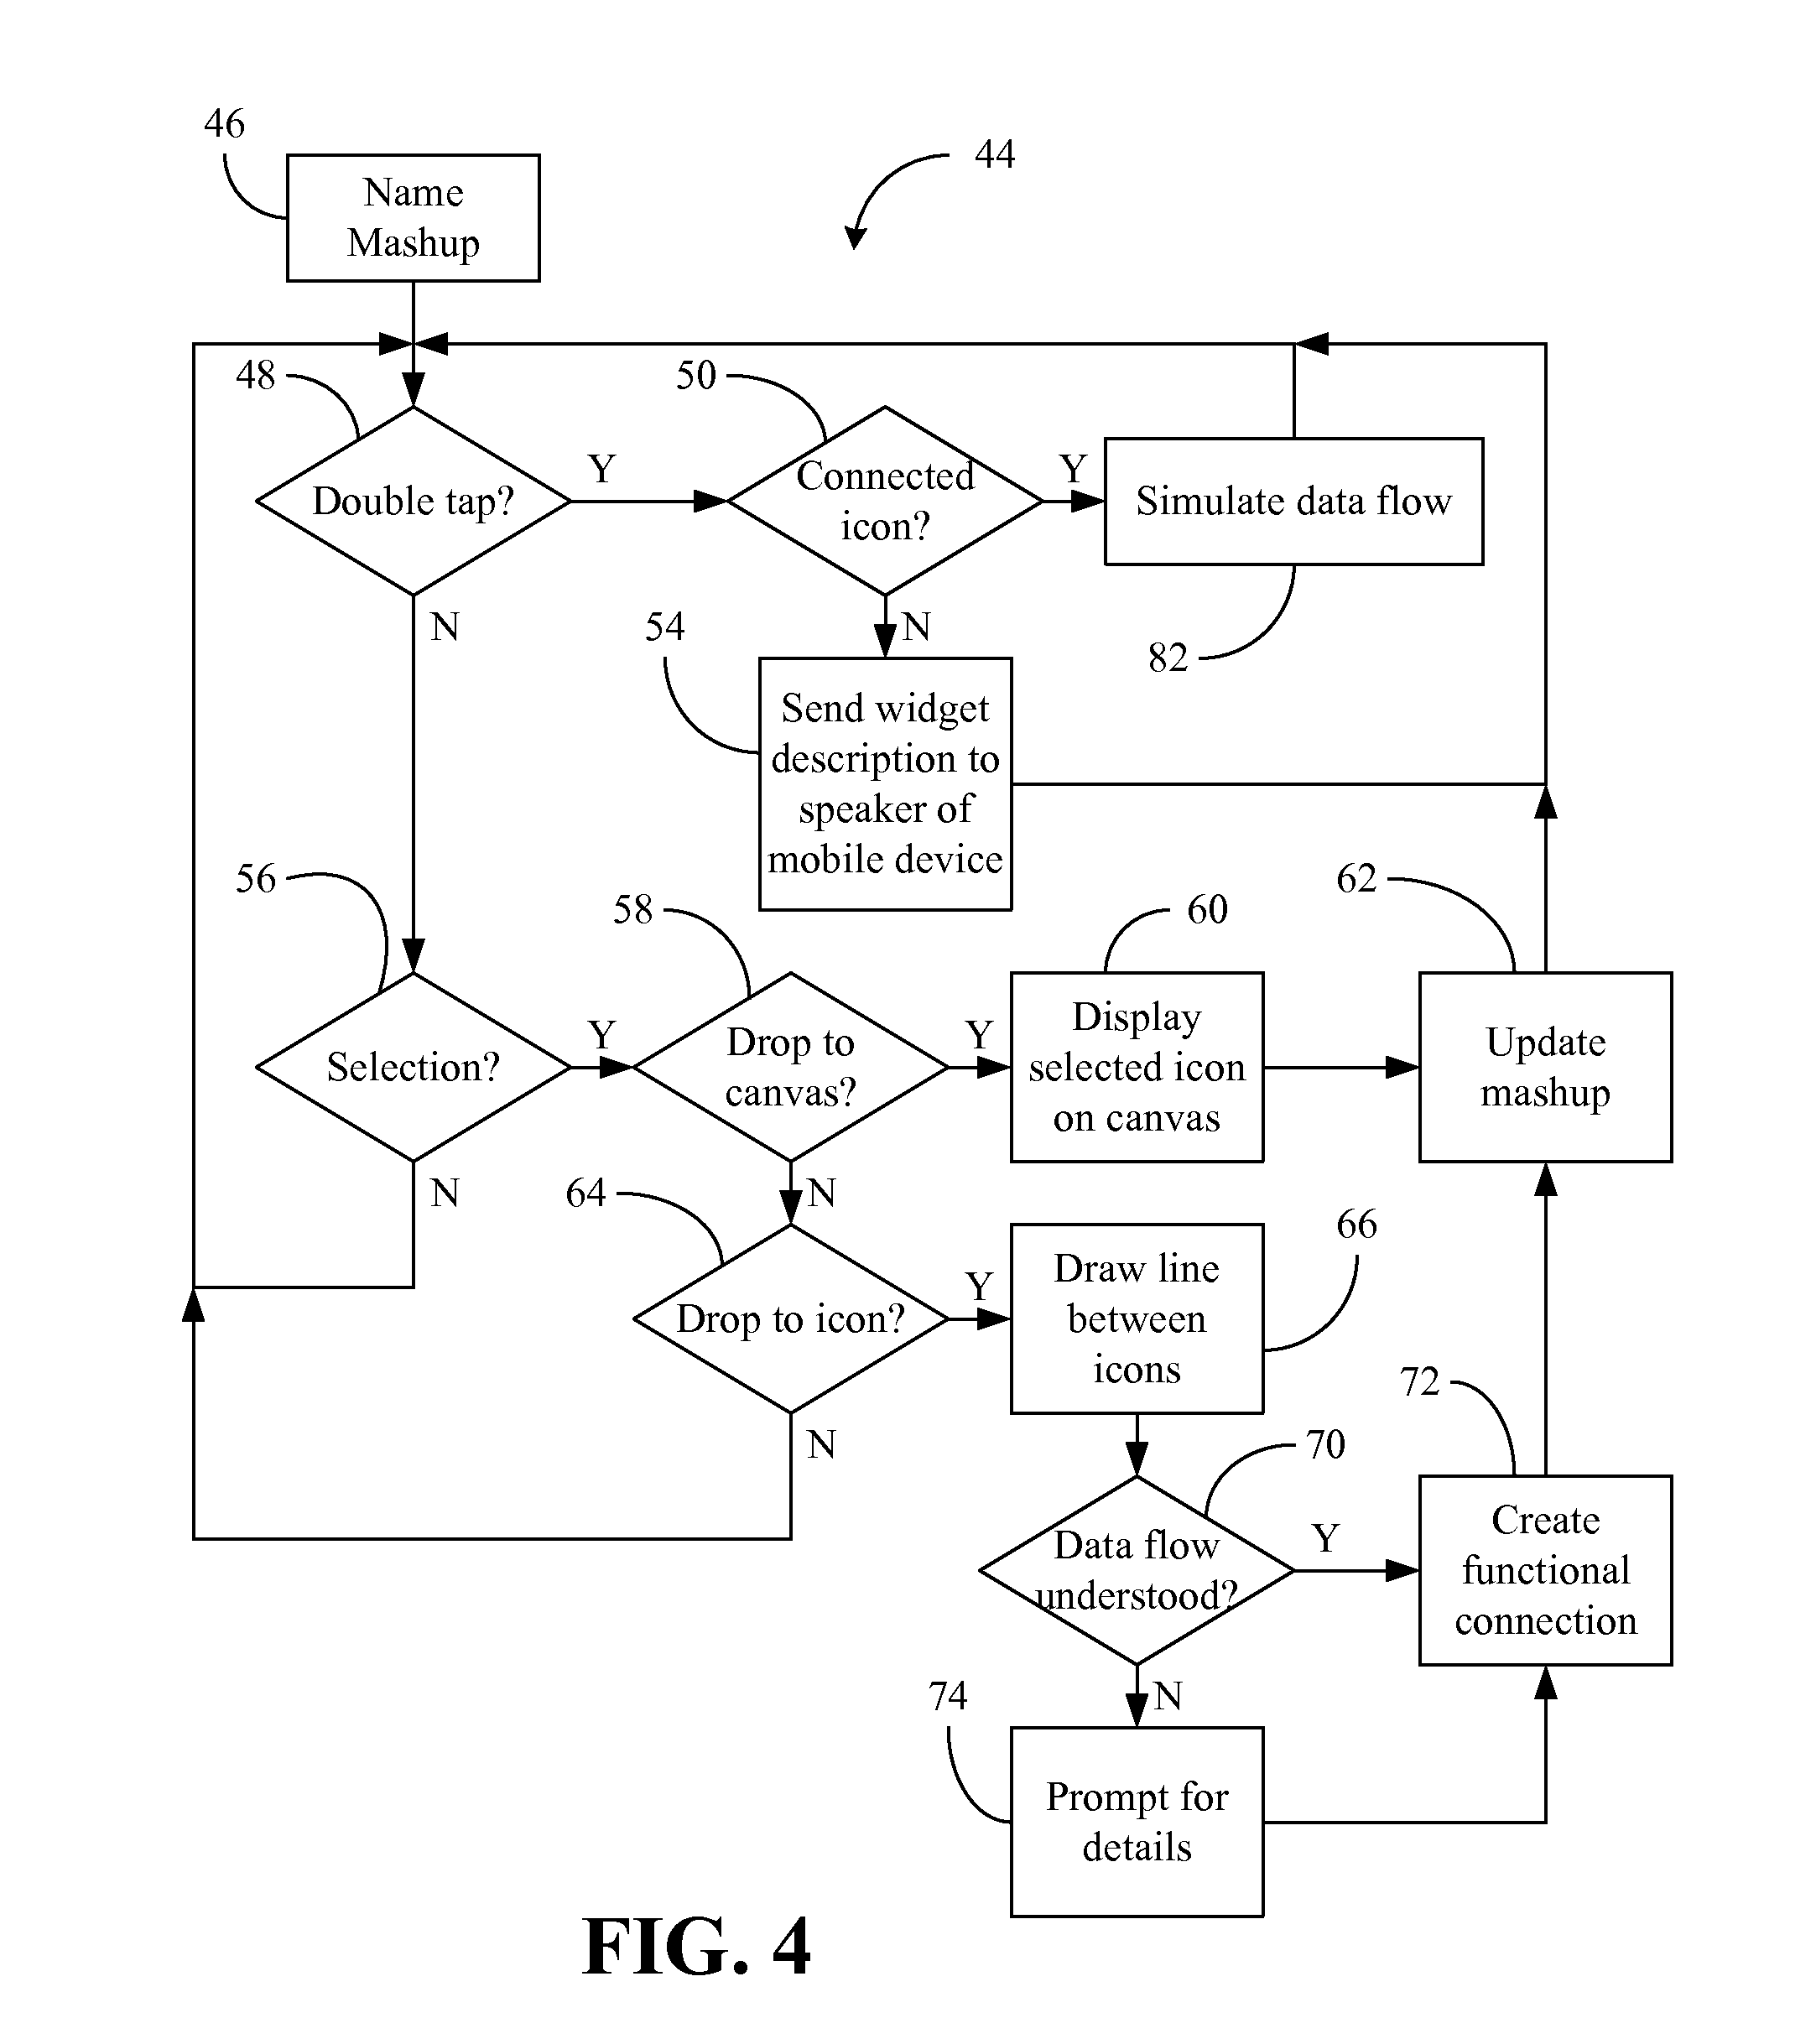 46
Name
Mashup
44
48
50
Double tap?
Y
Connected
icon?
Y
Simulate data flow
N
N
54
82
Send widget
description to
speaker of
mobile device
56
58
60
62
Selection?
Y
Drop to
canvas?
Y
Display
selected icon
on canvas
Update
mashup
N
N
64
66
Drop to icon?
Y
Draw line
between
icons
N
72
70
Data flow
understood?
Y
Create
functional
connection
N
74
Prompt for
details
FIG. 4